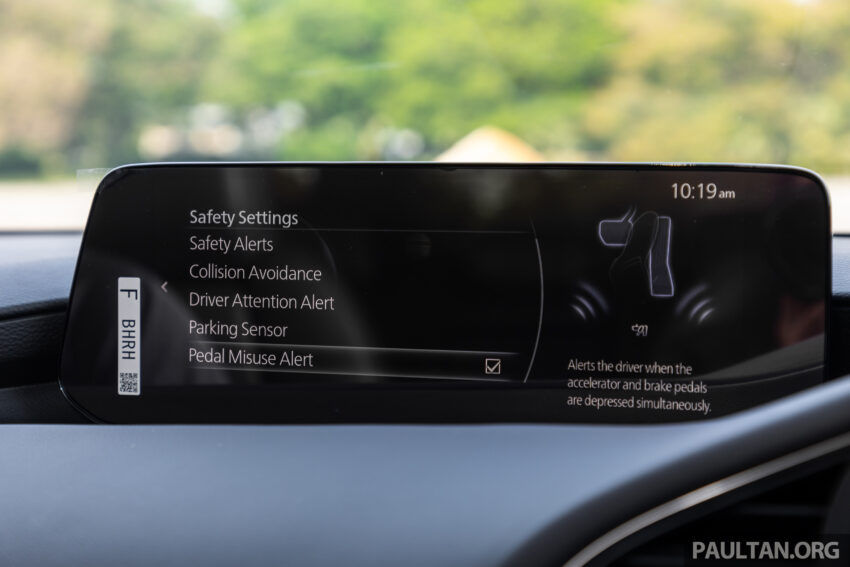 10:19 am
Safety Settings
Safety Alerts
Collision Avoidance
Driver Attention Alert
Parking Sensor
Pedal Misuse Alert
Alerts the driver when the
accelerator and brake pedals
are depressed simultaneously.
F BHRH
PAULTAN.ORG